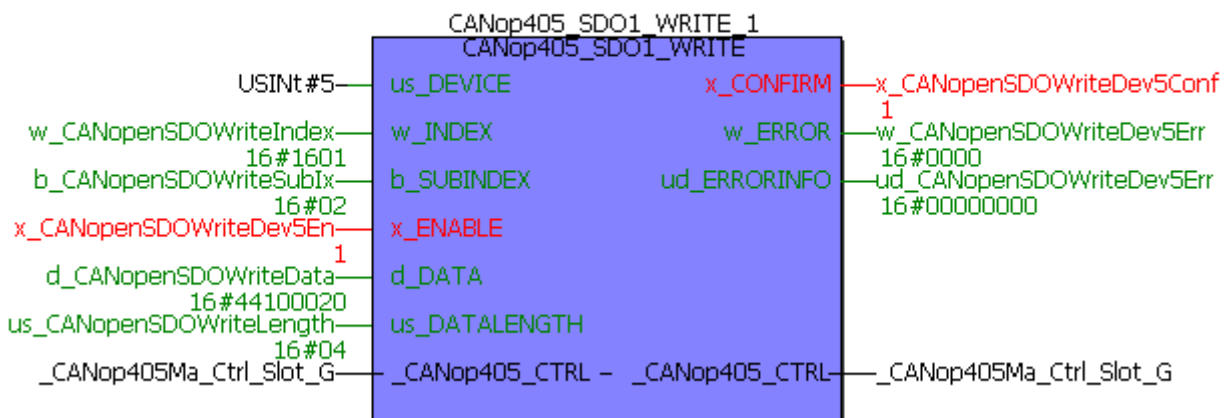 CANop405_SDO1_WRITE_1
CANop405_SDO1_WRITE
USINt#5 us_DEVICE x_CONFIRM x_CANopenSDOWriteDev5Conf
1
w_CANopenSDOWriteIndex w_INDEX w_ERROR w_CANopenSDOWriteDev5Err
16#1601 16#0000
b_CANopenSDOWriteSubIx b_SUBINDEX ud_ERRORINFO ud_CANopenSDOWriteDev5Err
16#02 16#00000000
x_CANopenSDOWriteDev5En x_ENABLE
1
d_CANopenSDOWriteData d_DATA
16#44100020
us_CANopenSDOWriteLength us_DATALENGTH
16#04
_CANop405Ma_Ctrl_Slot_G _CANop405_CTRL – _CANop405_CTRL _CANop405Ma_Ctrl_Slot_G